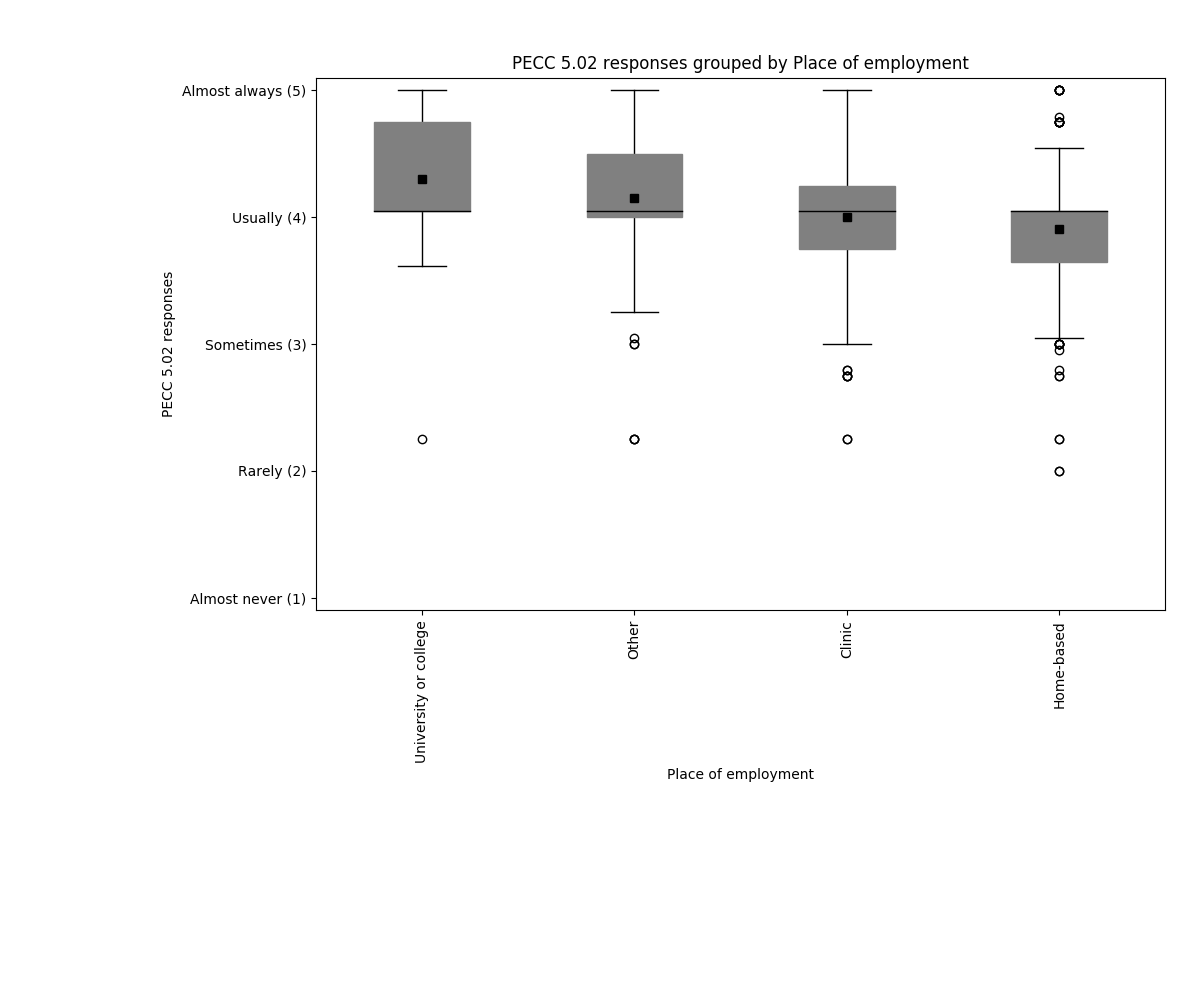 PECC 5.02 responses grouped by Place of employment
Almost always (5)
Usually (4)
Sometimes (3)
Rarely (2)
Almost never (1)
PECC 5.02 responses
University or college
Other
Clinic
Home-based
Place of employment